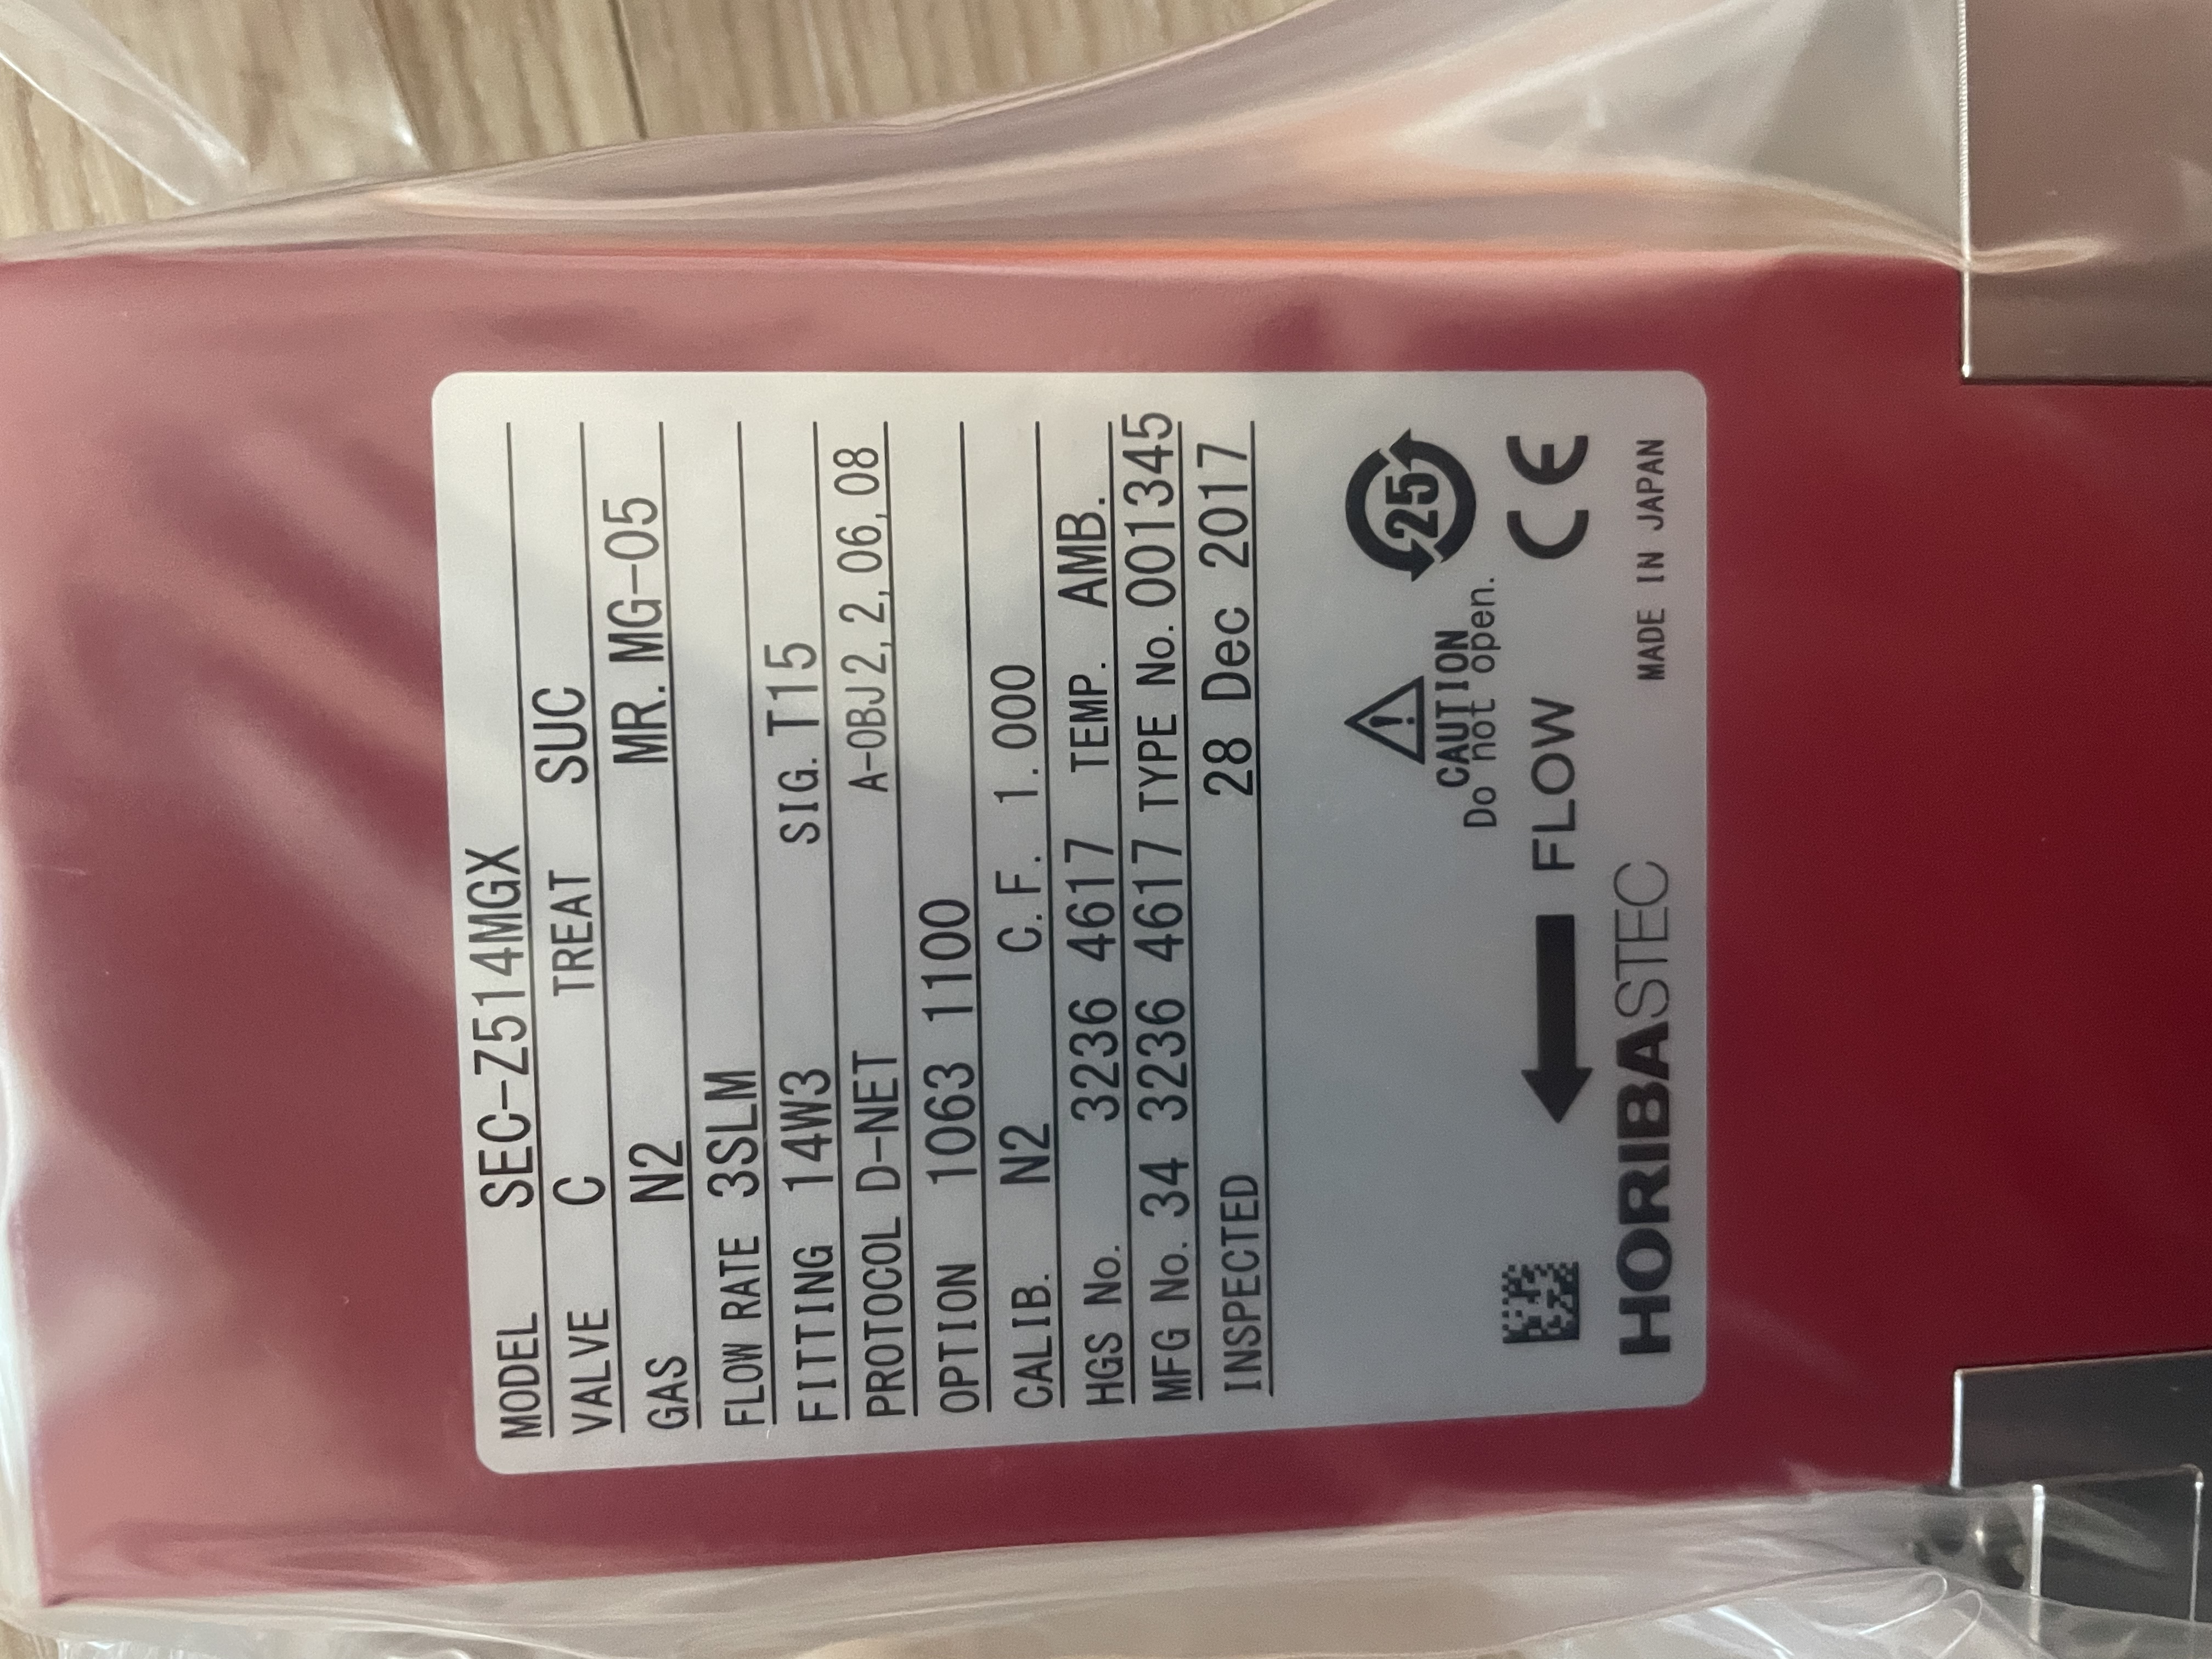 MODEL SEC-Z514MGX
VALVE C TREAT SUC
GAS N2 MR. MG-05
FLOW RATE 3SLM
FITTING 14W3 SIG. T15
PROTOCOL D-NET A-0BJ2, 2, 06, 08
OPTION 1063 1100
CALIB. N2 C.F. 1.000
HGS No. 3236 4617 TEMP. AMB.
MFG No. 34 3236 4617 TYPE No. 001345
INSPECTED 28 Dec 2017
25
CAUTION
Do not open.
FLOW
CE
HORIBASTEC
MADE IN JAPAN